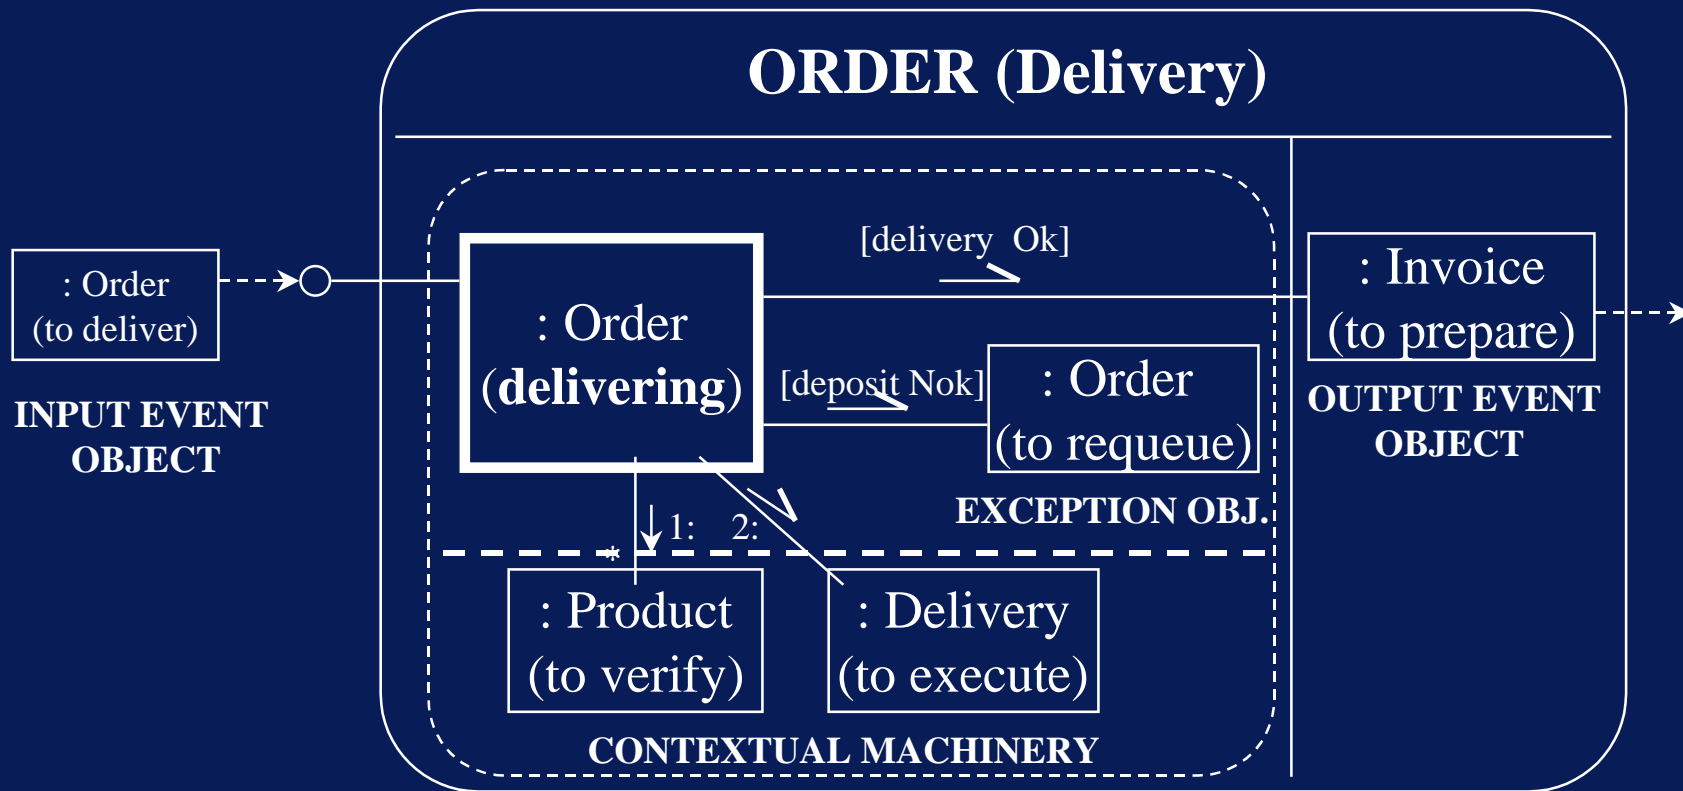 ORDER (Delivery)
[delivery Ok]
: Order
(to deliver)
: Order
(delivering)
: Invoice
(to prepare)
[deposit Nok]
: Order
(to requeue)
INPUT EVENT
OBJECT
OUTPUT EVENT
OBJECT
EXCEPTION OBJ.
1:
2:
*
: Product
(to verify)
: Delivery
(to execute)
CONTEXTUAL MACHINERY